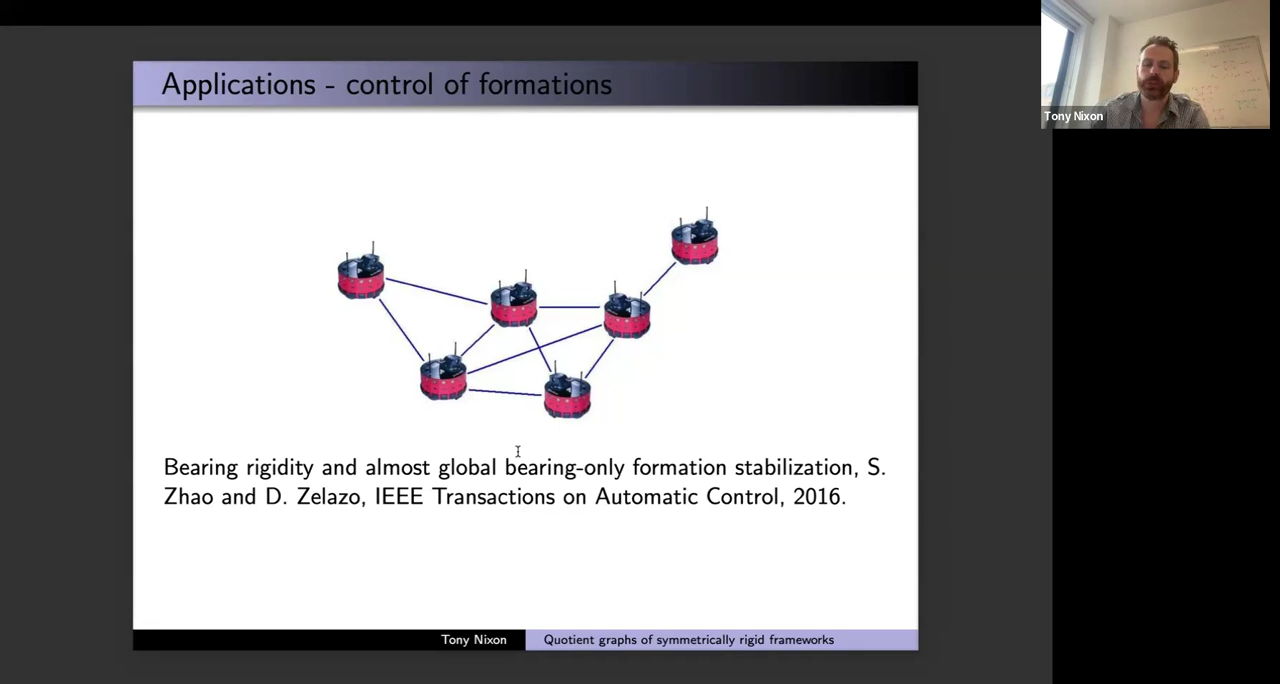 Applications - control of formations
Tony Nixon
Bearing rigidity and almost global bearing-only formation stabilization, S.
Zhao and D. Zelazo, IEEE Transactions on Automatic Control, 2016.
Tony Nixon
Quotient graphs of symmetrically rigid frameworks